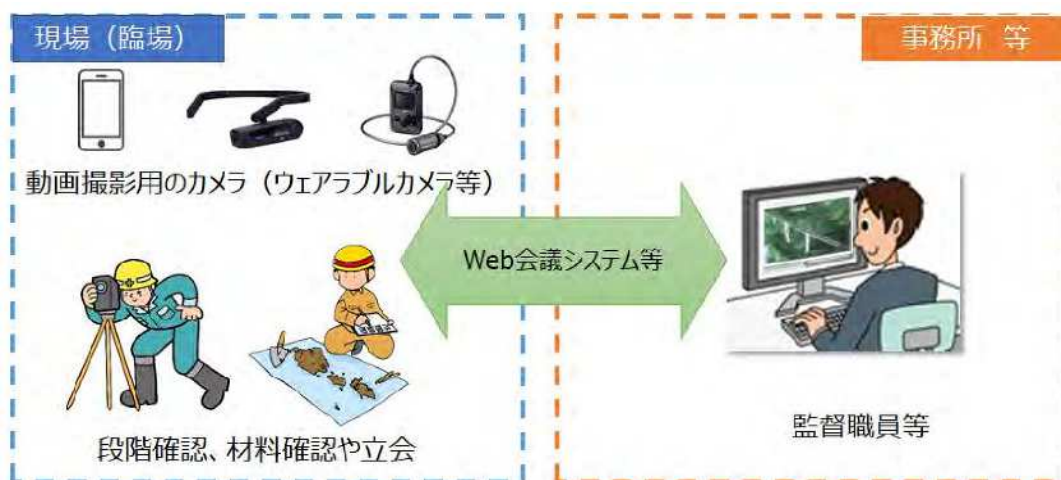 現場（臨場）
事務所 等
動画撮影用のカメラ（ウェアラブルカメラ等）
Web会議システム等
段階確認、材料確認や立会
監督職員等